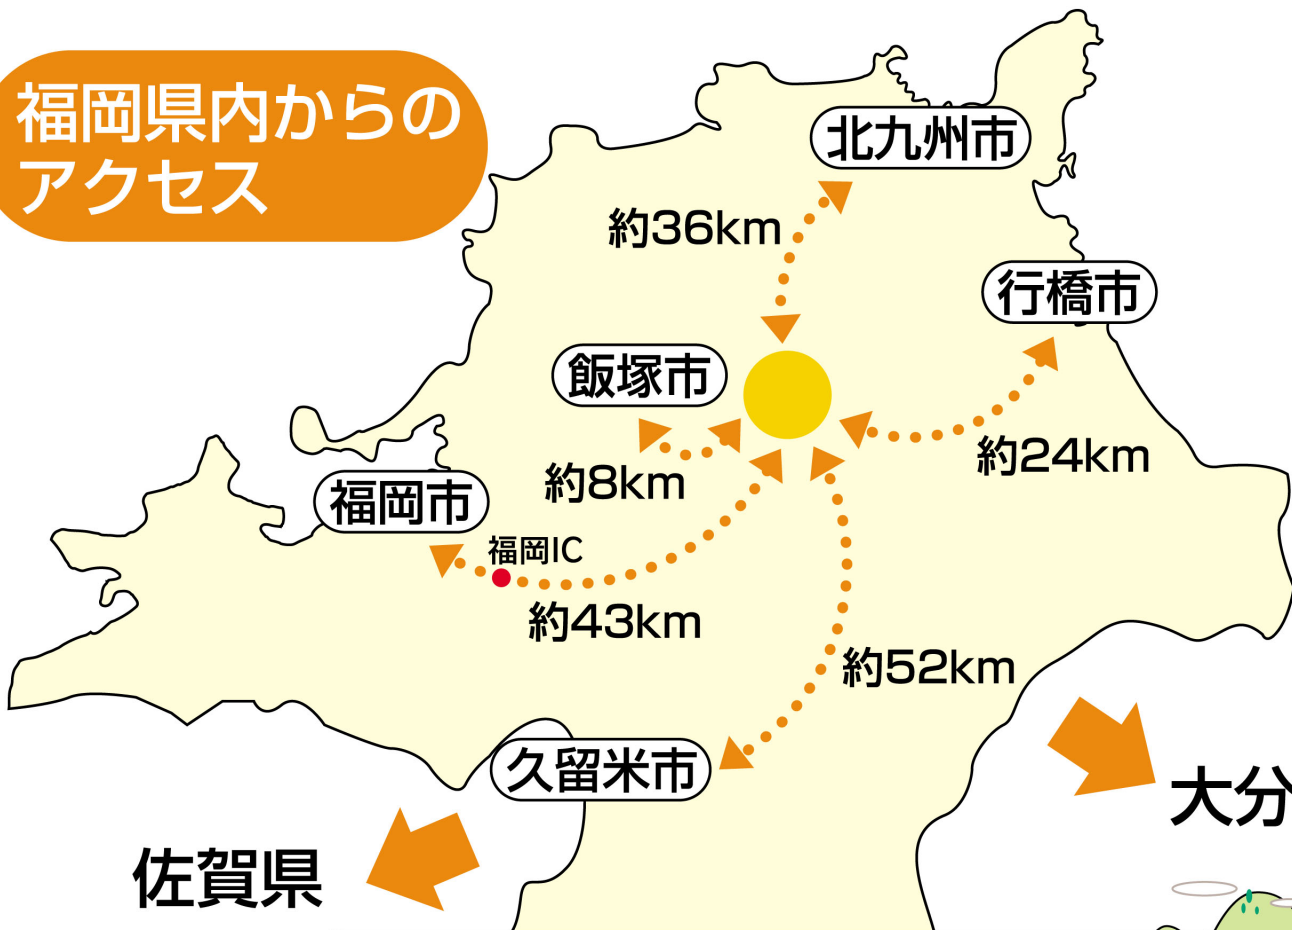 福岡県内からの
アクセス
北九州市
約36km
行橋市
飯塚市
約24km
約8km
福岡市
福岡IC
約43km
約52km
久留米市
大分
佐賀県